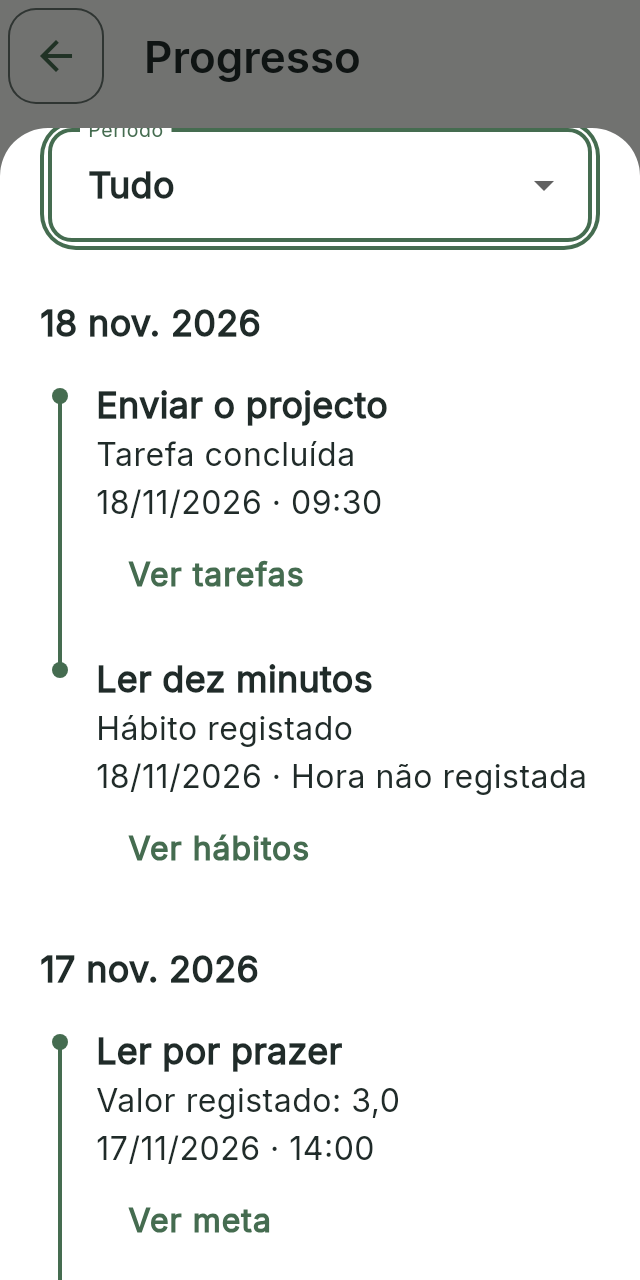 Progresso
Período
Tudo
18 nov. 2026
Enviar o projecto
Tarefa concluída
18/11/2026 · 09:30
Ver tarefas
Ler dez minutos
Hábito registado
18/11/2026 · Hora não registada
Ver hábitos
17 nov. 2026
Ler por prazer
Valor registado: 3,0
17/11/2026 · 14:00
Ver meta